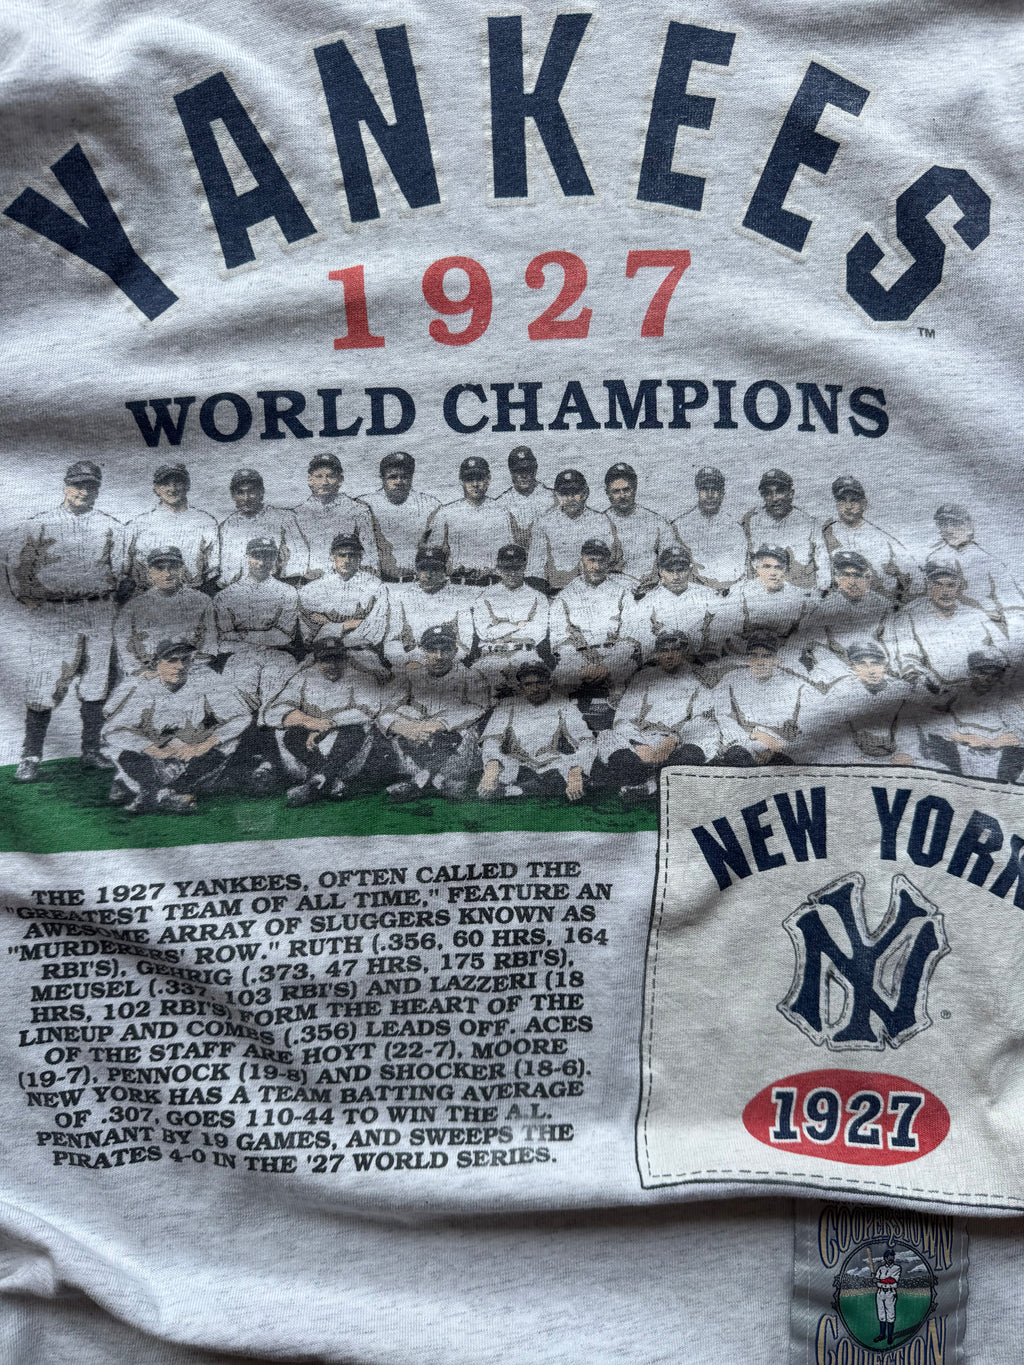 YANKEES
TM
1927
WORLD CHAMPIONS
THE 1927 YANKEES, OFTEN CALLED THE
"GREATEST TEAM OF ALL TIME," FEATURE AN
AWESOME ARRAY OF SLUGGERS KNOWN AS
"MURDERERS' ROW." RUTH (.356, 60 HRS, 164
RBI'S), GEHRIG (.373, 47 HRS, 175 RBI'S),
MEUSEL (.337, 103 RBI'S) AND LAZZERI (18
HRS, 102 RBI'S) FORM THE HEART OF THE
LINEUP AND COMBS (.356) LEADS OFF. ACES
OF THE STAFF ARE HOYT (22-7), MOORE
(19-7), PENNOCK (19-8) AND SHOCKER (18-6).
NEW YORK HAS A TEAM BATTING AVERAGE
OF .307, GOES 110-44 TO WIN THE A.L.
PENNANT BY 19 GAMES, AND SWEEPS THE
PIRATES 4-0 IN THE '27 WORLD SERIES.
NEW YORK
NY
®
1927
COOPERSTOWN
COLLECTION